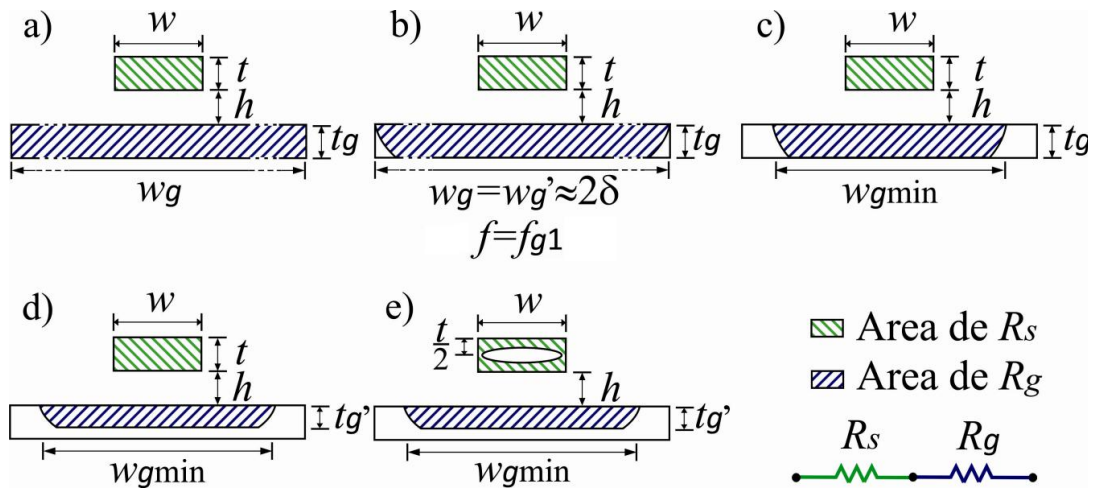 a) w
t
h
tg
wg
b) w
t
h
tg
wg=wg’≈2δ
f=fg1
c) w
t
h
tg
wgmin
d) w
t
h
tg’
wgmin
e) w
t/2
h
tg’
wgmin
Area de Rs
Area de Rg
Rs Rg